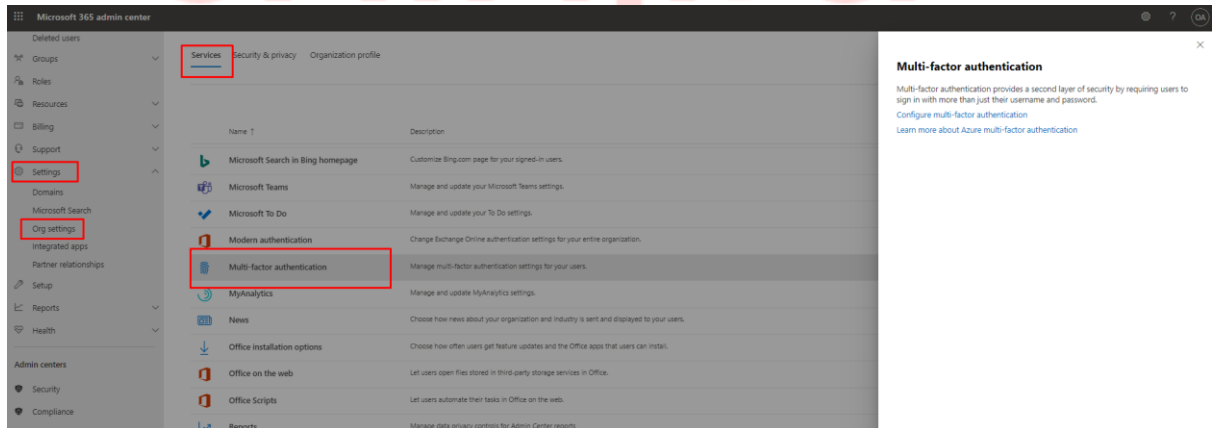 Microsoft 365 admin center
?
OA
Deleted users
Groups
Roles
Resources
Billing
Support
Settings
Domains
Microsoft Search
Org settings
Integrated apps
Partner relationships
Setup
Reports
Health
Admin centers
Security
Compliance
Services Security & privacy Organization profile
Name ↑ Description
Microsoft Search in Bing homepage Customize Bing.com page for your signed-in users.
Microsoft Teams Manage and update your Microsoft Teams settings.
Microsoft To Do Manage and update your To Do settings.
Modern authentication Change Exchange Online authentication settings for your entire organization.
Multi-factor authentication Manage multi-factor authentication settings for your users.
MyAnalytics Manage and update MyAnalytics settings.
News Choose how news about your organization and industry is sent and displayed to your users.
Office installation options Choose how often users get feature updates and the Office apps that users can install.
Office on the web Let users open files stored in third-party storage services in Office.
Office Scripts Let users automate their tasks in Office on the web.
Reports Manage data privacy controls for Admin Center reports
Multi-factor authentication
Multi-factor authentication provides a second layer of security by requiring users to
sign in with more than just their username and password.
Configure multi-factor authentication
Learn more about Azure multi-factor authentication